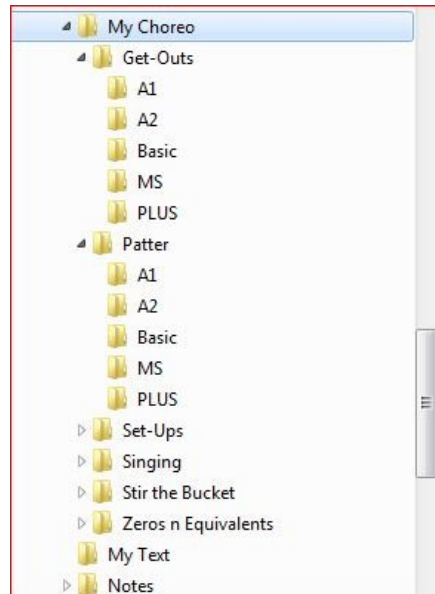 My Choreo
Get-Outs
A1
A2
Basic
MS
PLUS
Patter
A1
A2
Basic
MS
PLUS
Set-Ups
Singing
Stir the Bucket
Zeros n Equivalents
My Text
Notes